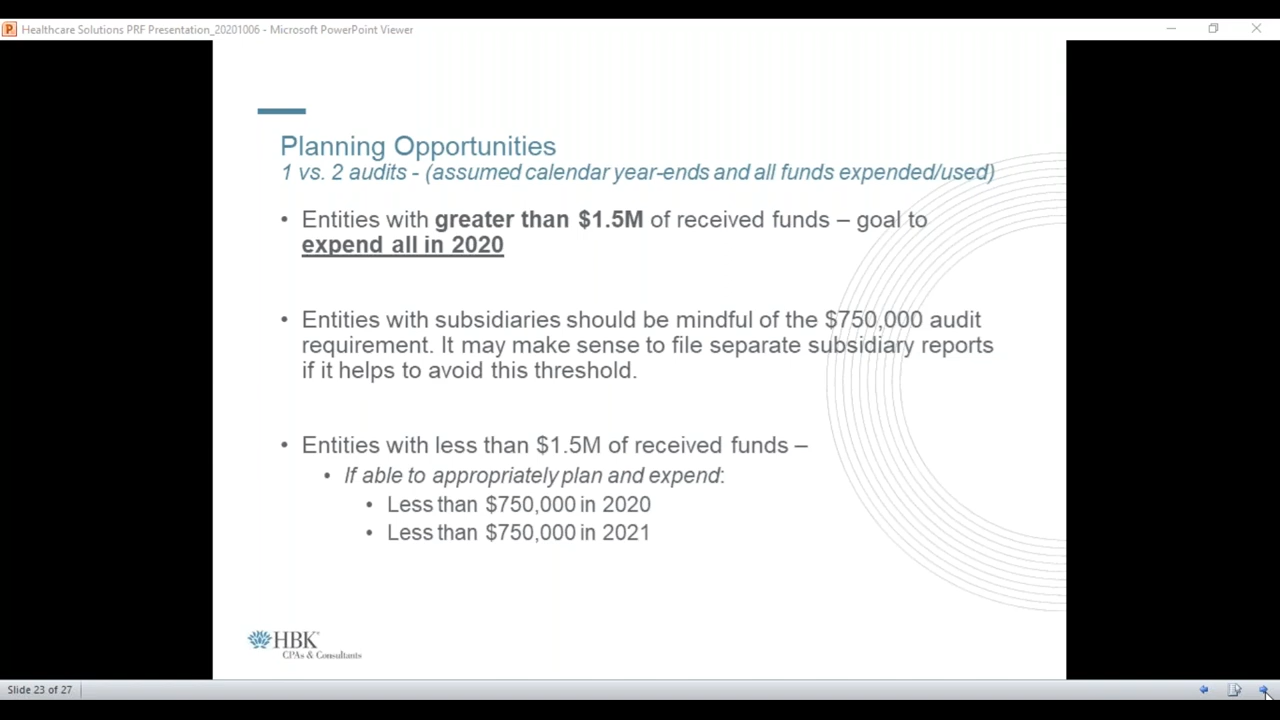 Healthcare Solutions PRF Presentation_20201006 - Microsoft PowerPoint Viewer
Planning Opportunities
1 vs. 2 audits - (assumed calendar year-ends and all funds expended/used)
• Entities with greater than $1.5M of received funds – goal to
expend all in 2020
• Entities with subsidiaries should be mindful of the $750,000 audit
requirement. It may make sense to file separate subsidiary reports
if it helps to avoid this threshold.
• Entities with less than $1.5M of received funds –
• If able to appropriately plan and expend:
• Less than $750,000 in 2020
• Less than $750,000 in 2021
HBK
CPAs & Consultants
Slide 23 of 27